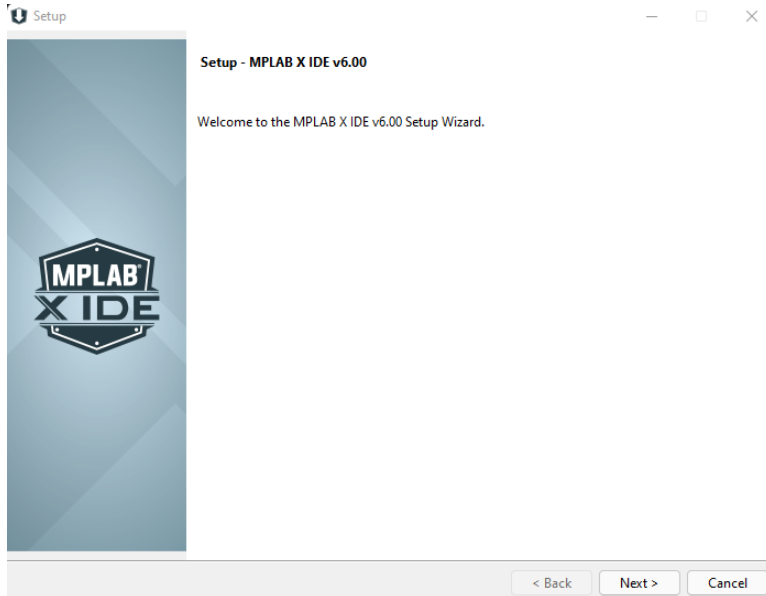 Setup
Setup - MPLAB X IDE v6.00
Welcome to the MPLAB X IDE v6.00 Setup Wizard.
MPLAB®
X IDE
< Back
Next >
Cancel